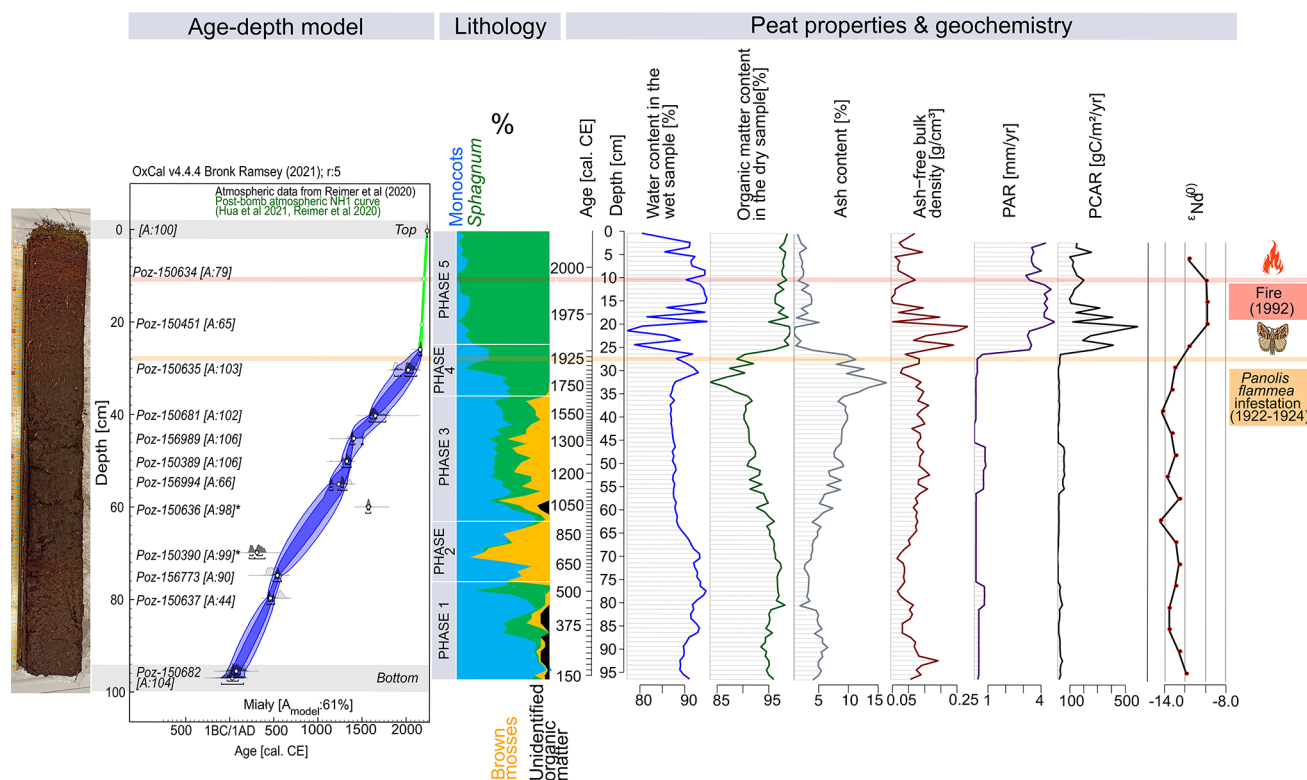 Age-depth model
Lithology
Peat properties & geochemistry
%
Monocots
Sphagnum
Age [cal. CE]
Depth [cm]
Water content in the
wet sample [%]
Organic matter content
in the dry sample[%]
Ash content [%]
Ash-free bulk
density [g/cm³]
PAR [mm/yr]
PCAR [gC/m²/yr]
εNd(0)
OxCal v4.4.4 Bronk Ramsey (2021); r:5
Atmospheric data from Reimer et al (2020)
Post-bomb atmospheric NH1 curve
(Hua et al 2021, Reimer et al 2020)
[A:100]
Top
Poz-150634 [A:79]
Poz-150451 [A:65]
Poz-150635 [A:103]
Poz-150681 [A:102]
Poz-156989 [A:106]
Poz-150389 [A:106]
Poz-156994 [A:66]
Poz-150636 [A:98]*
Poz-150390 [A:99]*
Poz-156773 [A:90]
Poz-150637 [A:44]
Poz-150682
[A:104]
Bottom
Miały [Amodel:61%]
Depth [cm]
0
20
40
60
80
100
500
1BC/1AD
500
1000
1500
2000
Age [cal. CE]
PHASE 5
PHASE
4
PHASE 3
PHASE
2
PHASE 1
Brown
mosses
Unidentified
organic
matter
2000
1975
1925
1750
1550
1300
1200
1050
850
650
500
375
150
0
5
10
15
20
25
30
35
40
45
50
55
60
65
70
75
80
85
90
95
80
90
85
95
5
15
0.05
0.25
1
4
100
500
-14.0
-8.0
Fire
(1992)
Panolis
flammea
infestation
(1922-1924)